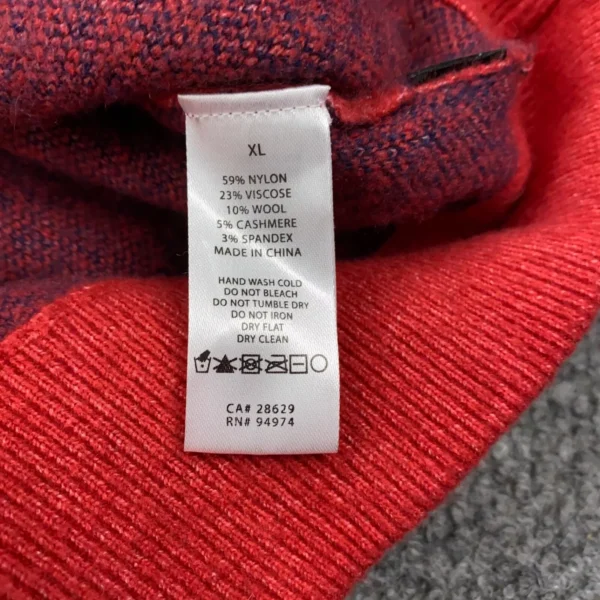 XL
59% NYLON
23% VISCOSE
10% WOOL
5% CASHMERE
3% SPANDEX
MADE IN CHINA
HAND WASH COLD
DO NOT BLEACH
DO NOT TUMBLE DRY
DO NOT IRON
DRY FLAT
DRY CLEAN
CA# 28629
RN# 94974